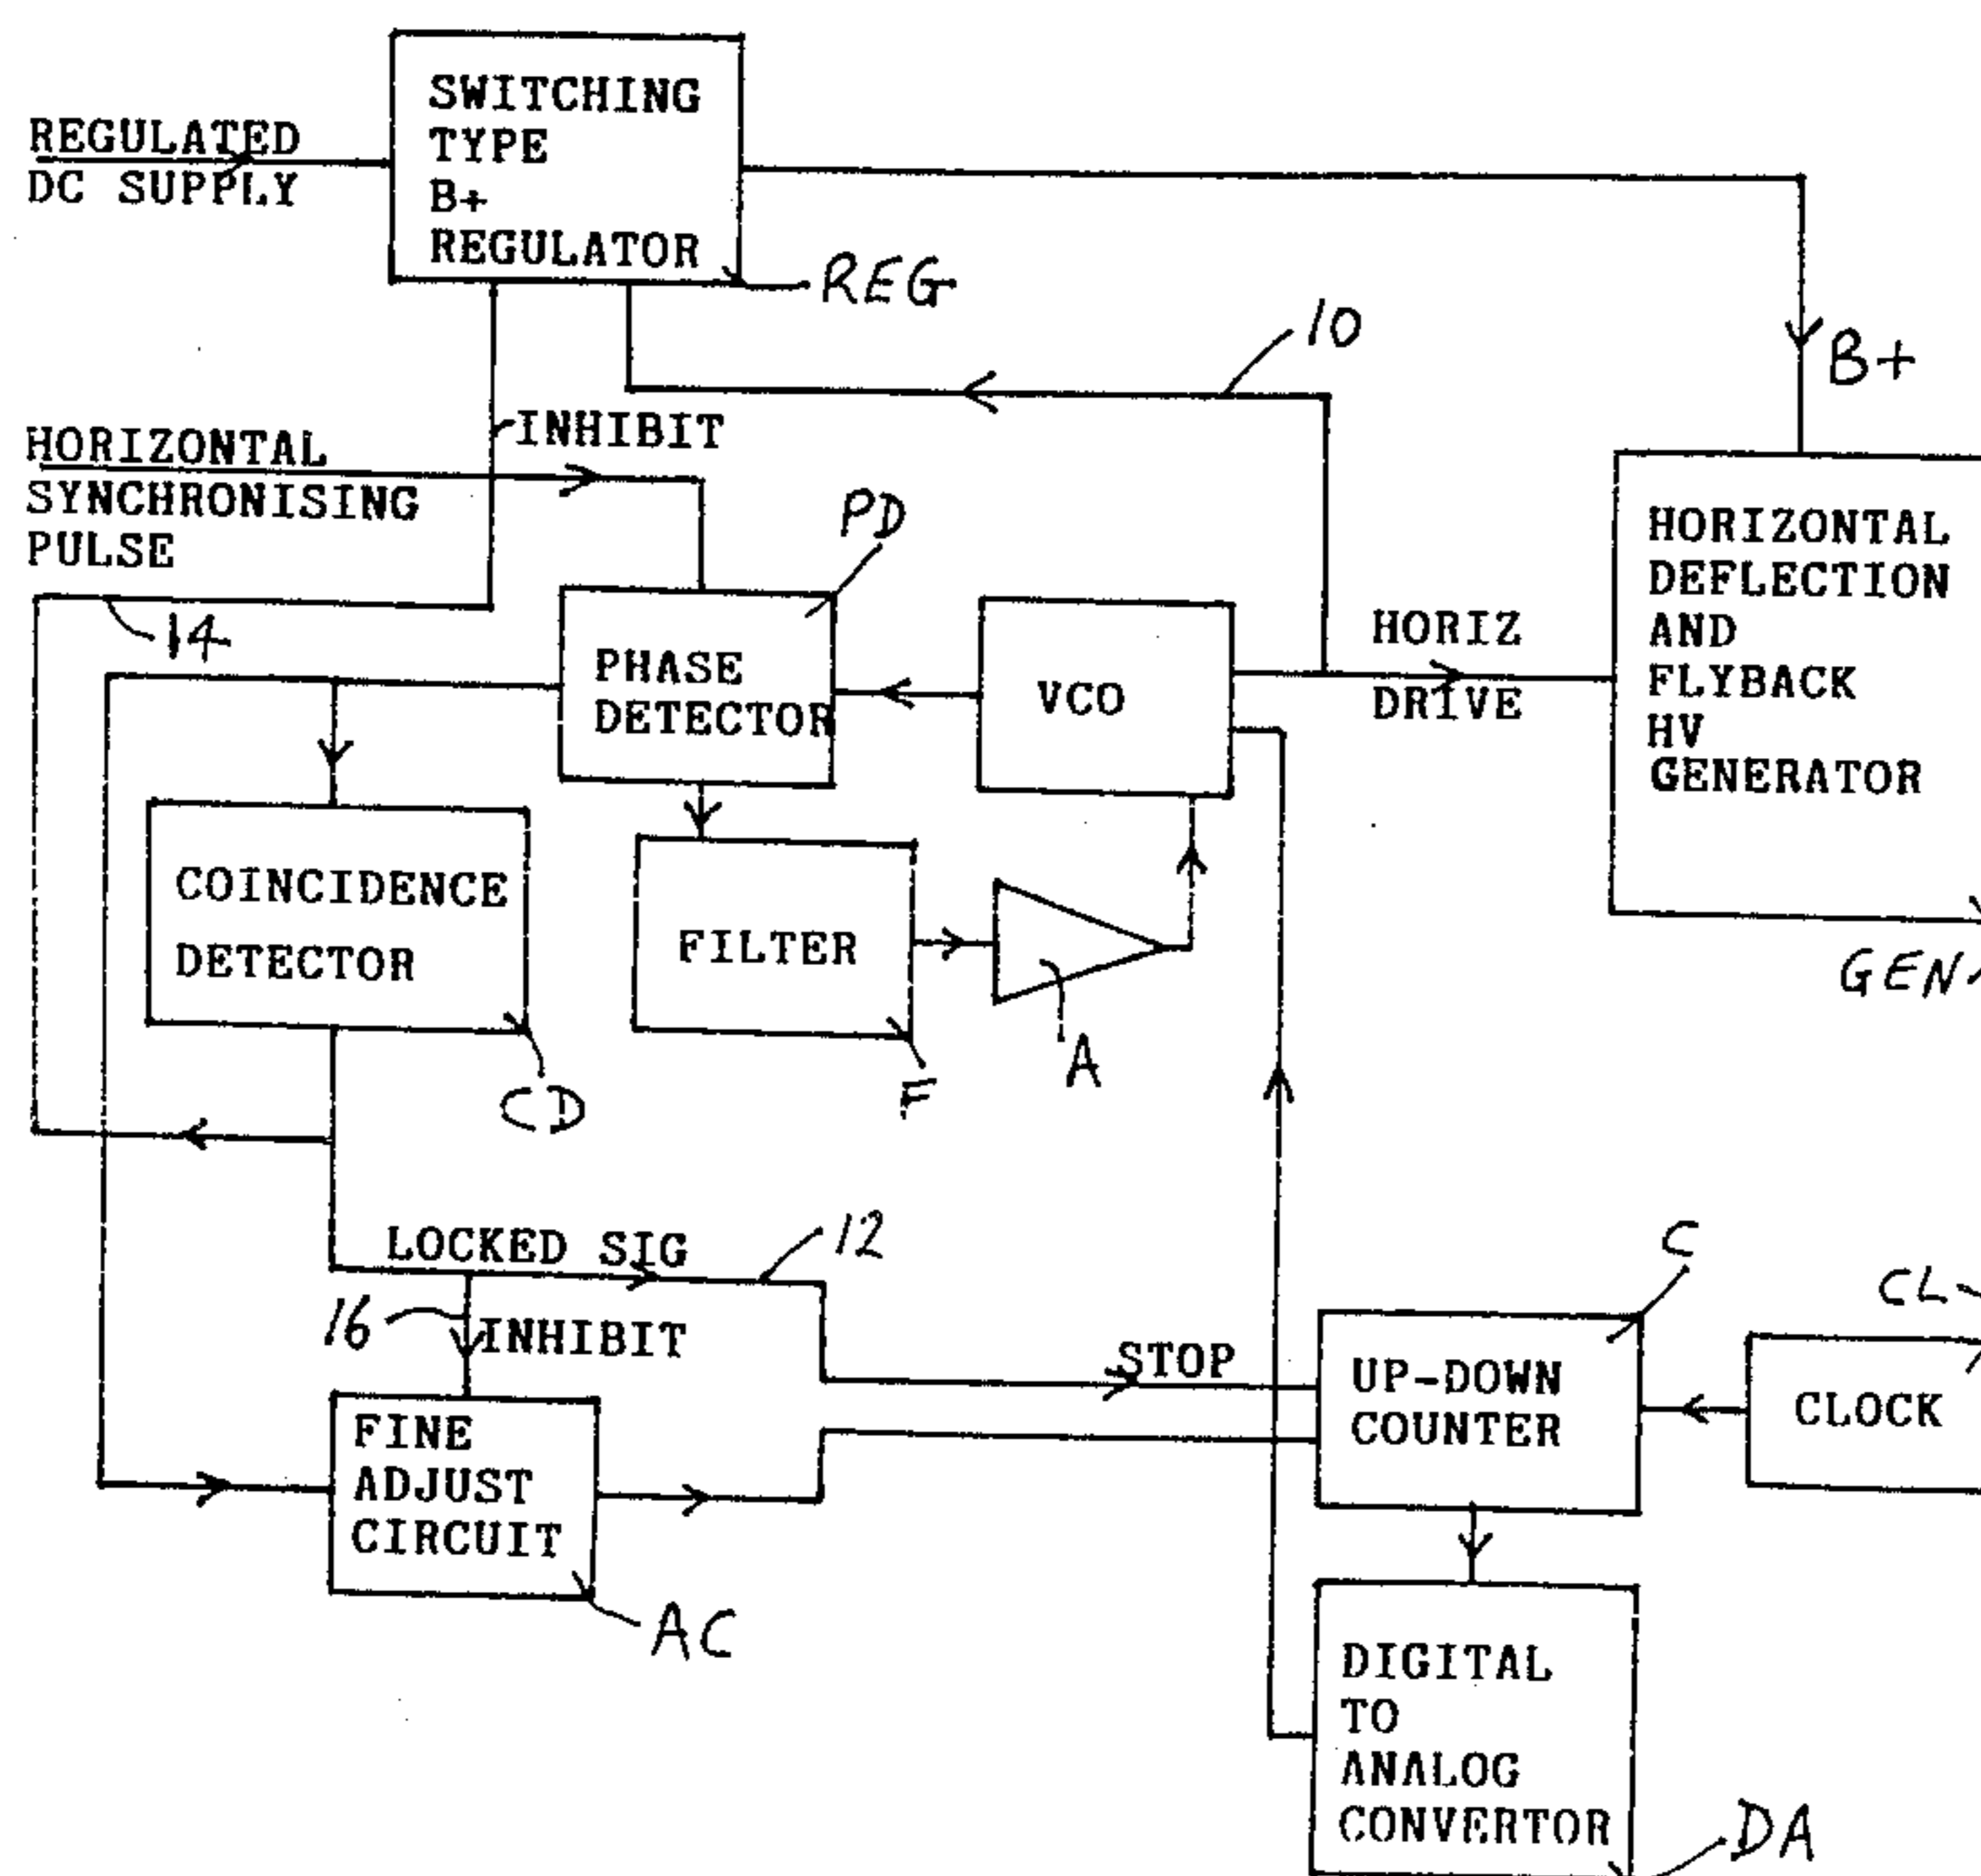 SWITCHING
TYPE
B+
REGULATOR
REGULATED
DC SUPPLY
REG
10
B+
INHIBIT
HORIZONTAL
SYNCHRONISING
PULSE
PD
14
HORIZONTAL
DEFLECTION
AND
FLYBACK
HV
GENERATOR
PHASE
DETECTOR
VCO
HORIZ
DRIVE
COINCIDENCE
DETECTOR
FILTER
A
GEN
CD
F
LOCKED SIG
12
C
CL
16
INHIBIT
STOP
UP-DOWN
COUNTER
CLOCK
FINE
ADJUST
CIRCUIT
AC
DIGITAL
TO
ANALOG
CONVERTOR
DA